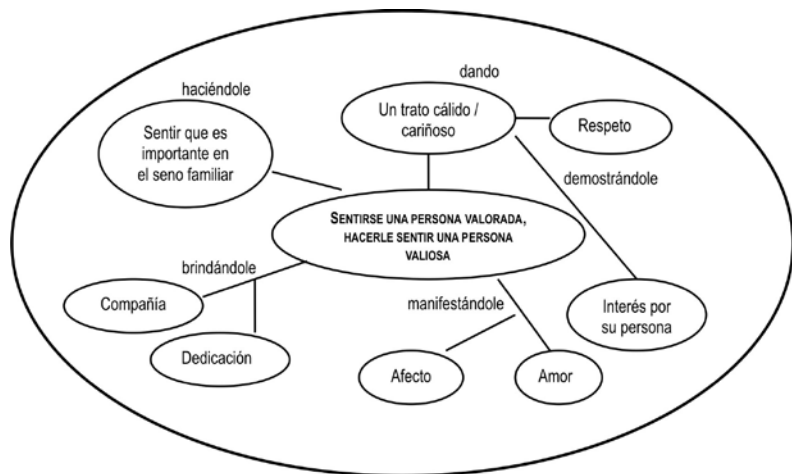 dando
haciéndole
Un trato cálido /
cariñoso
Respeto
Sentir que es
importante en
el seno familiar
demostrándole
SENTIRSE UNA PERSONA VALORADA,
HACERLE SENTIR UNA PERSONA
VALIOSA
brindándole
Compañía
manifestándole
Interés por
su persona
Dedicación
Afecto
Amor